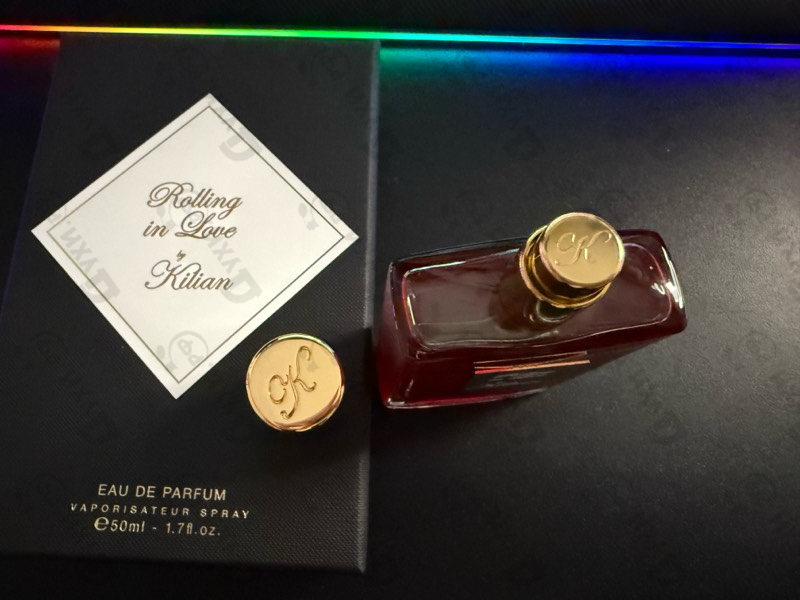 Rolling
in Love
by
Kilian
K
K
EAU DE PARFUM
VAPORISATEUR SPRAY
℮50ml - 1.7fl.oz.